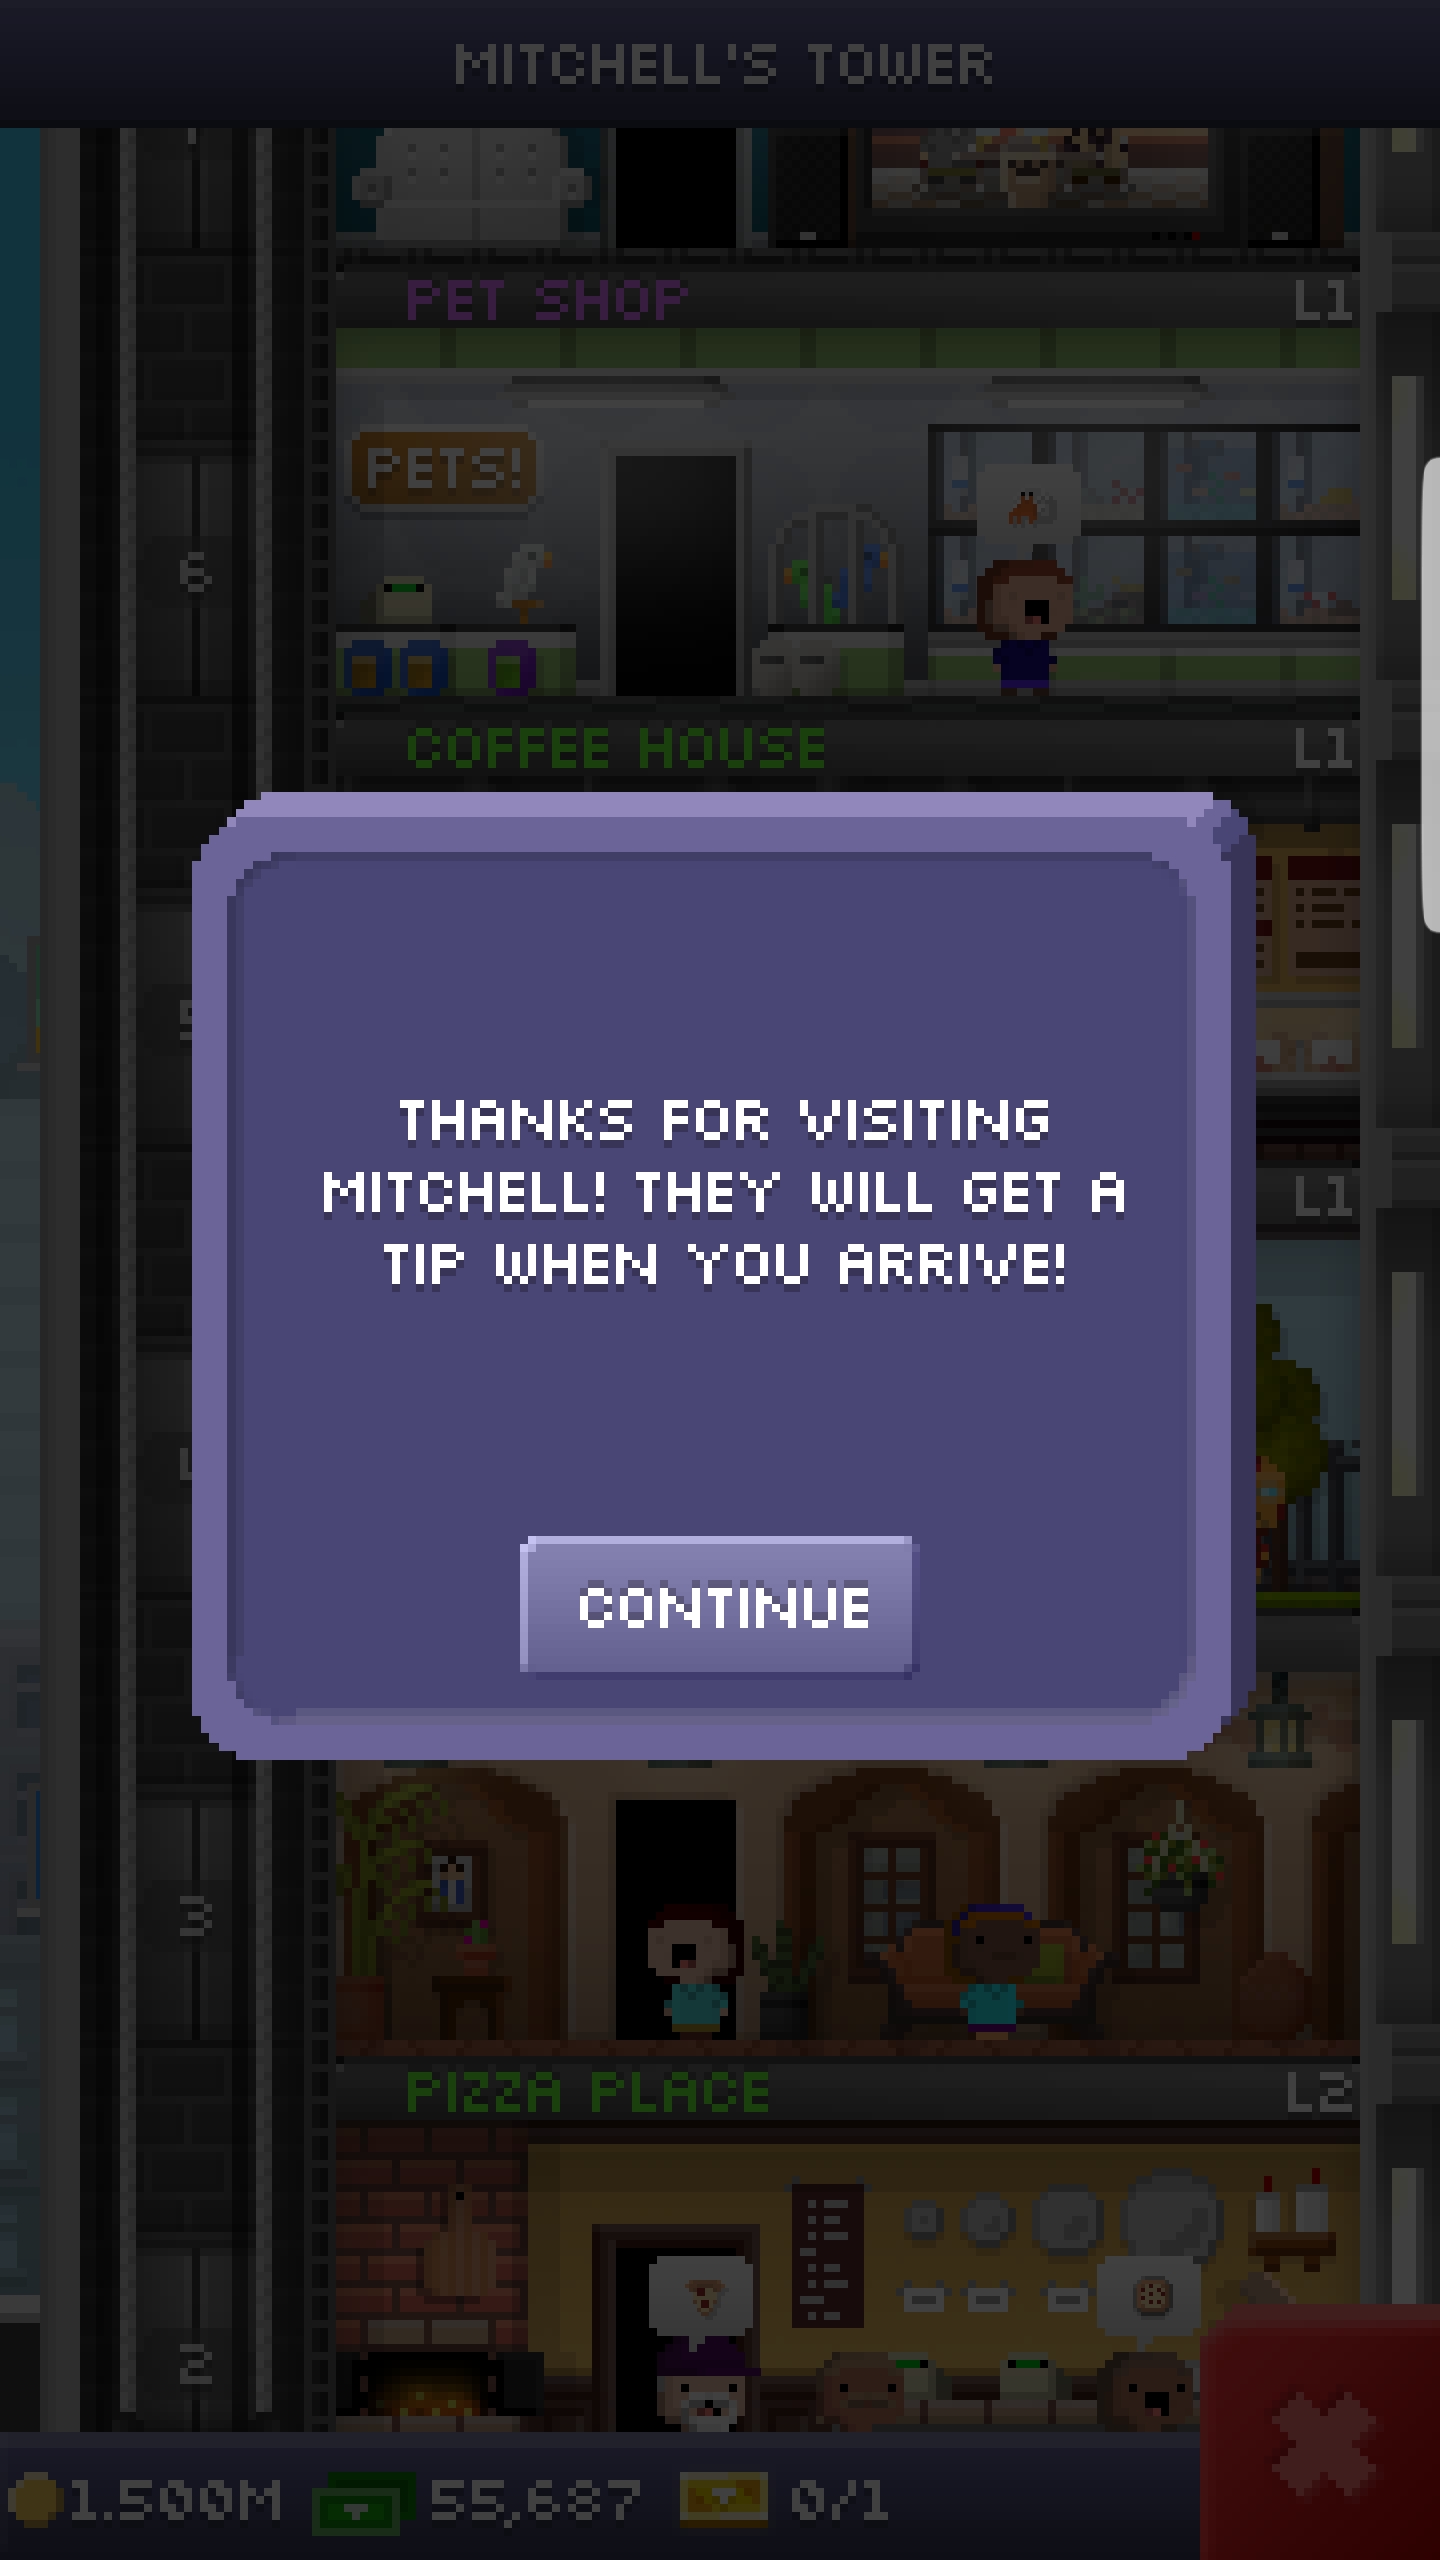 MITCHELL'S TOWER
PET SHOP L1
PETS!
6
COFFEE HOUSE L1
THANKS FOR VISITING
MITCHELL! THEY WILL GET A
TIP WHEN YOU ARRIVE!
L1
CONTINUE
3
PIZZA PLACE L2
2
1.500M 55,687 0/1